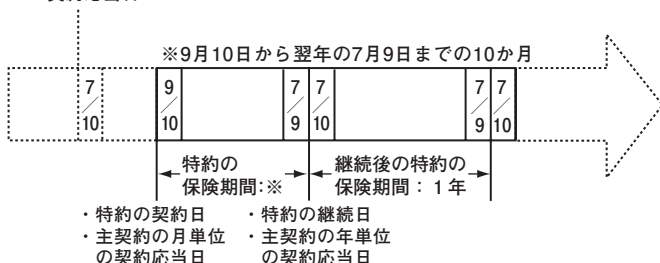 ※9月10日から翌年の7月9日までの10か月
7/10
9/10
7/9
7/10
7/9
7/10
特約の
保険期間:※
継続後の特約の
保険期間：1年
・特約の契約日
・主契約の月単位
の契約応当日
・特約の継続日
・主契約の年単位
の契約応当日